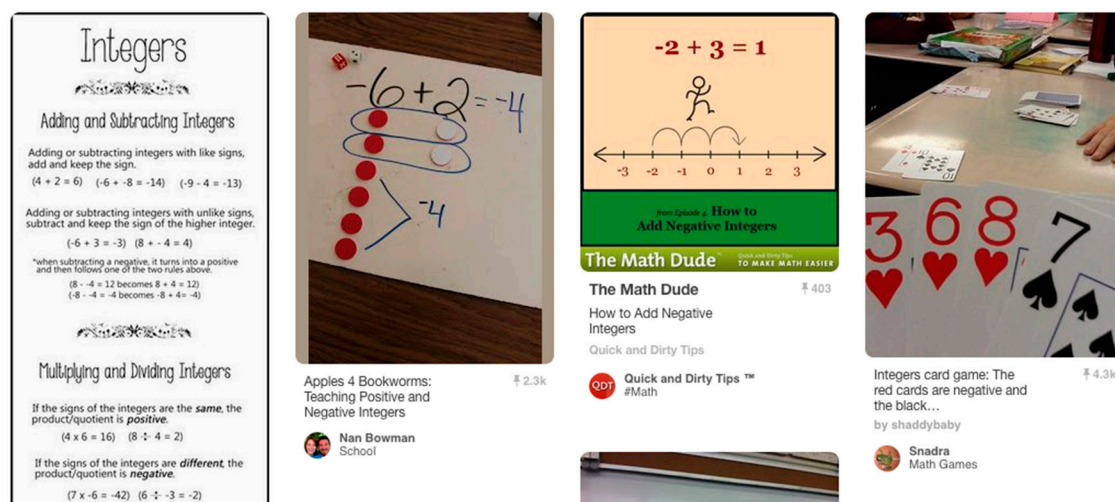 Integers
Adding and Subtracting Integers
Adding or subtracting integers with like signs,
add and keep the sign.
(4 + 2 = 6) (-6 + -8 = -14) (-9 - 4 = -13)
Adding or subtracting integers with unlike signs,
subtract and keep the sign of the higher integer.
(-6 + 3 = -3) (8 + - 4 = 4)
*when subtracting a negative, it turns into a positive
and then follows one of the two rules above.
(8 - -4 = 12 becomes 8 + 4 = 12)
(-8 - -4 = -4 becomes -8 + 4= -4)
Multiplying and Dividing Integers
If the signs of the integers are the same, the
product/quotient is positive.
(4 x 6 = 16) (8 ÷ 4 = 2)
If the signs of the integers are different, the
product/quotient is negative.
(7 x -6 = -42) (6 ÷ -3 = -2)
-6+2=-4
-4
Apples 4 Bookworms:
Teaching Positive and
Negative Integers
2.3k
Nan Bowman
School
-2 + 3 = 1
-3 -2 -1 0 1 2 3
from Episode 4. How to
Add Negative Integers
The Math Dude™
Quick and Dirty Tips™
TO MAKE MATH EASIER
The Math Dude
403
How to Add Negative
Integers
Quick and Dirty Tips
QDT
Quick and Dirty Tips ™
#Math
3 6 8 7
Integers card game: The
red cards are negative and
the black…
4.3k
by shaddybaby
Snadra
Math Games